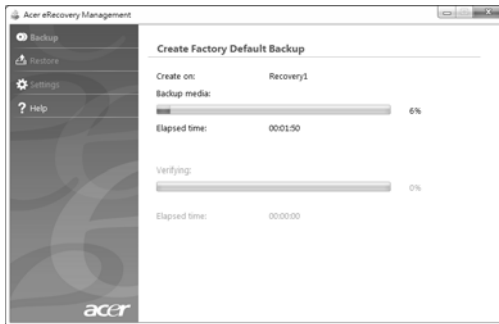 Acer eRecovery Management
Backup
Restore
Settings
Help
Create Factory Default Backup
Create on: Recovery1
Backup media:
6%
Elapsed time: 00:01:50
Verifying:
0%
Elapsed time: 00:00:00
acer